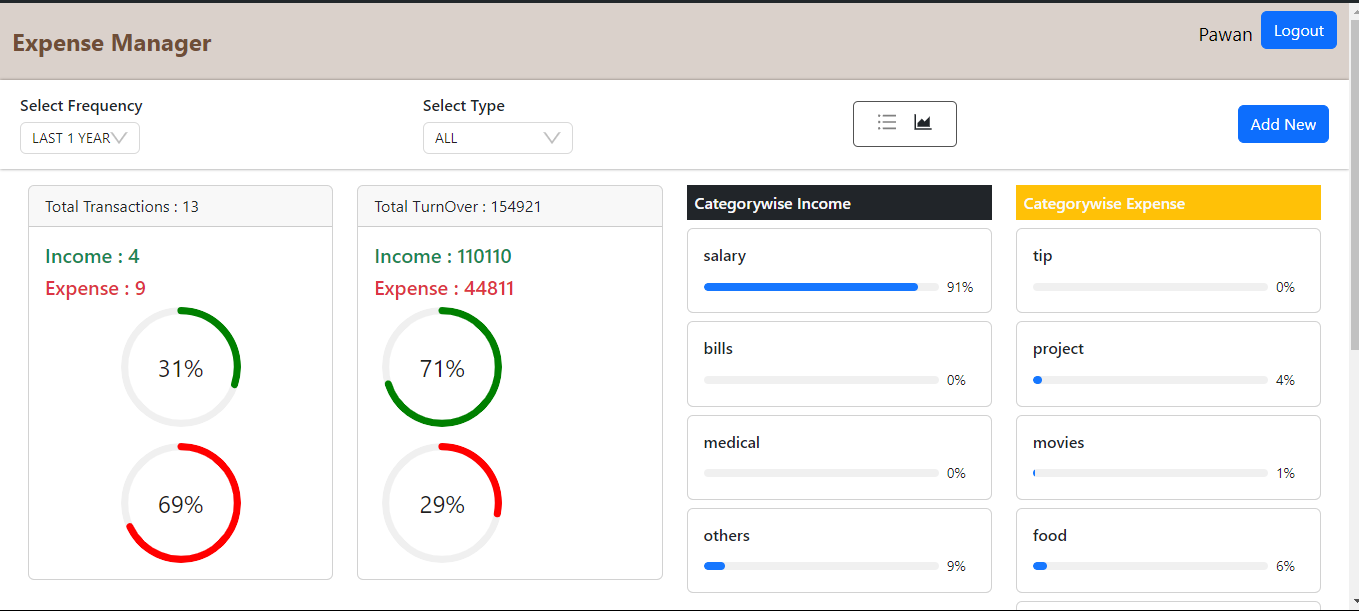 Expense Manager
Pawan
Logout
Select Frequency
LAST 1 YEAR
Select Type
ALL
Add New
Total Transactions : 13
Income : 4
Expense : 9
31%
69%
Total TurnOver : 154921
Income : 110110
Expense : 44811
71%
29%
Categorywise Income
salary
91%
bills
0%
medical
0%
others
9%
Categorywise Expense
tip
0%
project
4%
movies
1%
food
6%